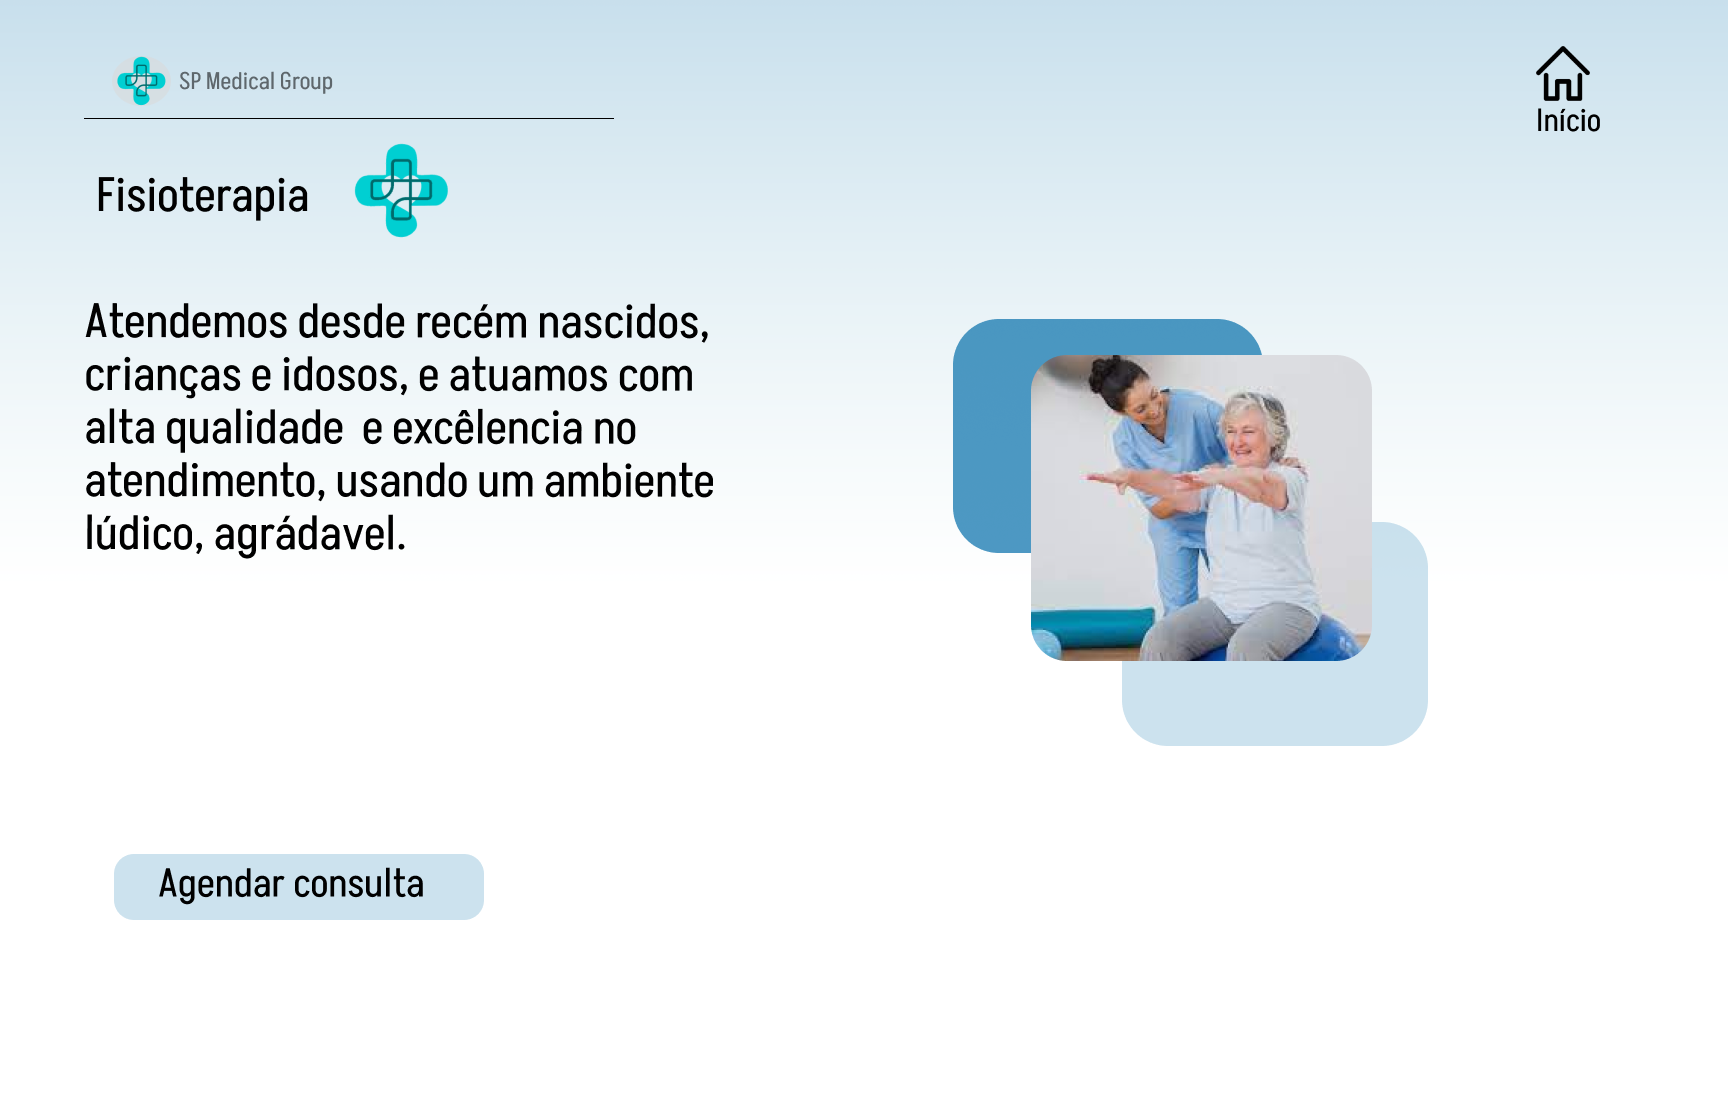 SP Medical Group
Início
Fisioterapia
Atendemos desde recém nascidos,
crianças e idosos, e atuamos com
alta qualidade  e excêlencia no
atendimento, usando um ambiente
lúdico, agrádavel.
Agendar consulta